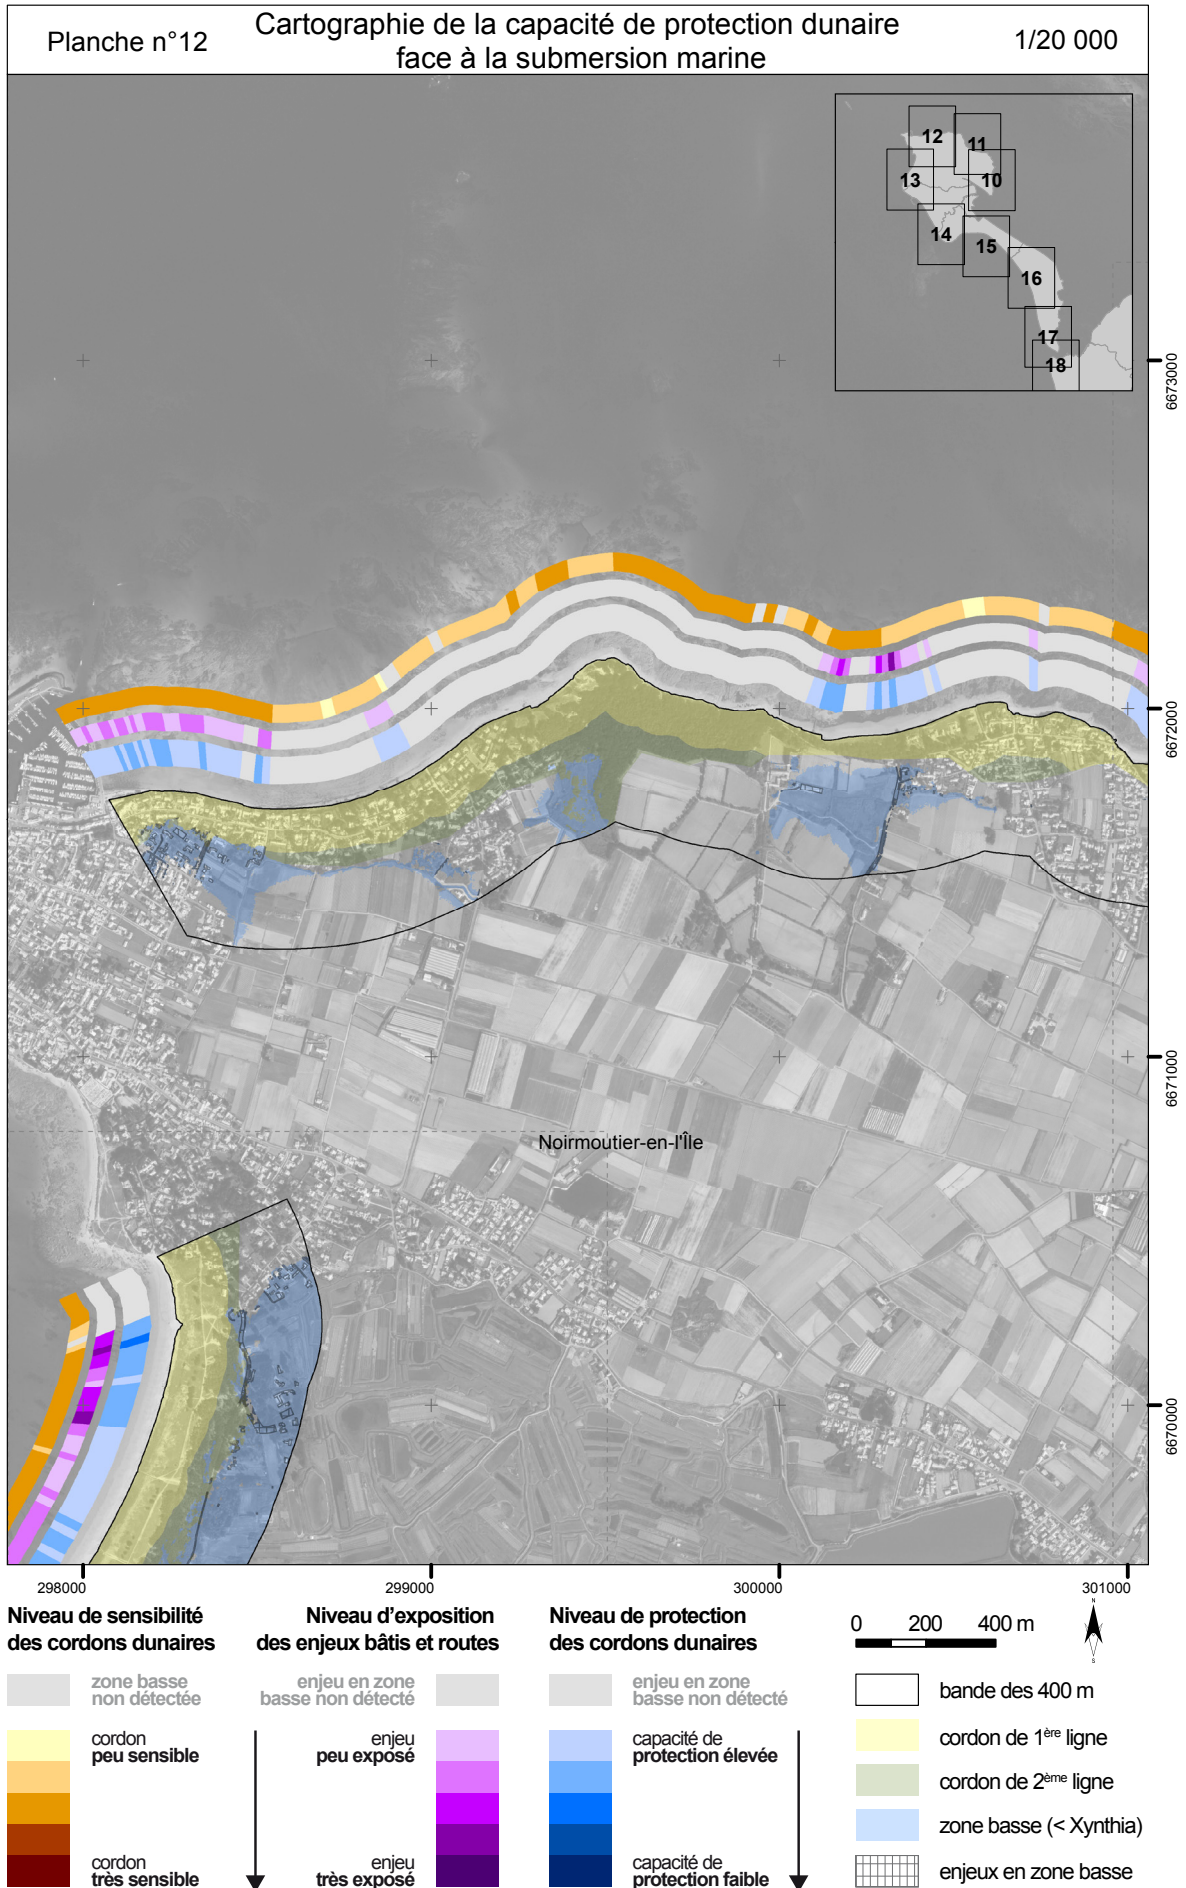 Planche n°12
Cartographie de la capacité de protection dunaire
face à la submersion marine
1/20 000
12
11
13
10
14
15
16
17
18
6673000
6672000
6671000
6670000
Noirmoutier-en-l'Île
298000
299000
300000
301000
Niveau de sensibilité
des cordons dunaires
zone basse
non détectée
cordon
peu sensible
cordon
très sensible
Niveau d'exposition
des enjeux bâtis et routes
enjeu en zone
basse non détecté
enjeu
peu exposé
enjeu
très exposé
Niveau de protection
des cordons dunaires
enjeu en zone
basse non détecté
capacité de
protection élevée
capacité de
protection faible
0 200 400 m
N
S
bande des 400 m
cordon de 1ère ligne
cordon de 2ème ligne
zone basse (< Xynthia)
enjeux en zone basse